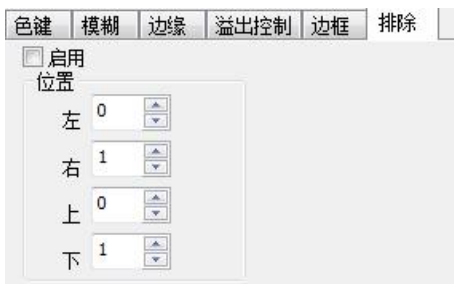 色键 模糊 边缘 溢出控制 边框 排除
启用
位置
左 0
右 1
上 0
下 1